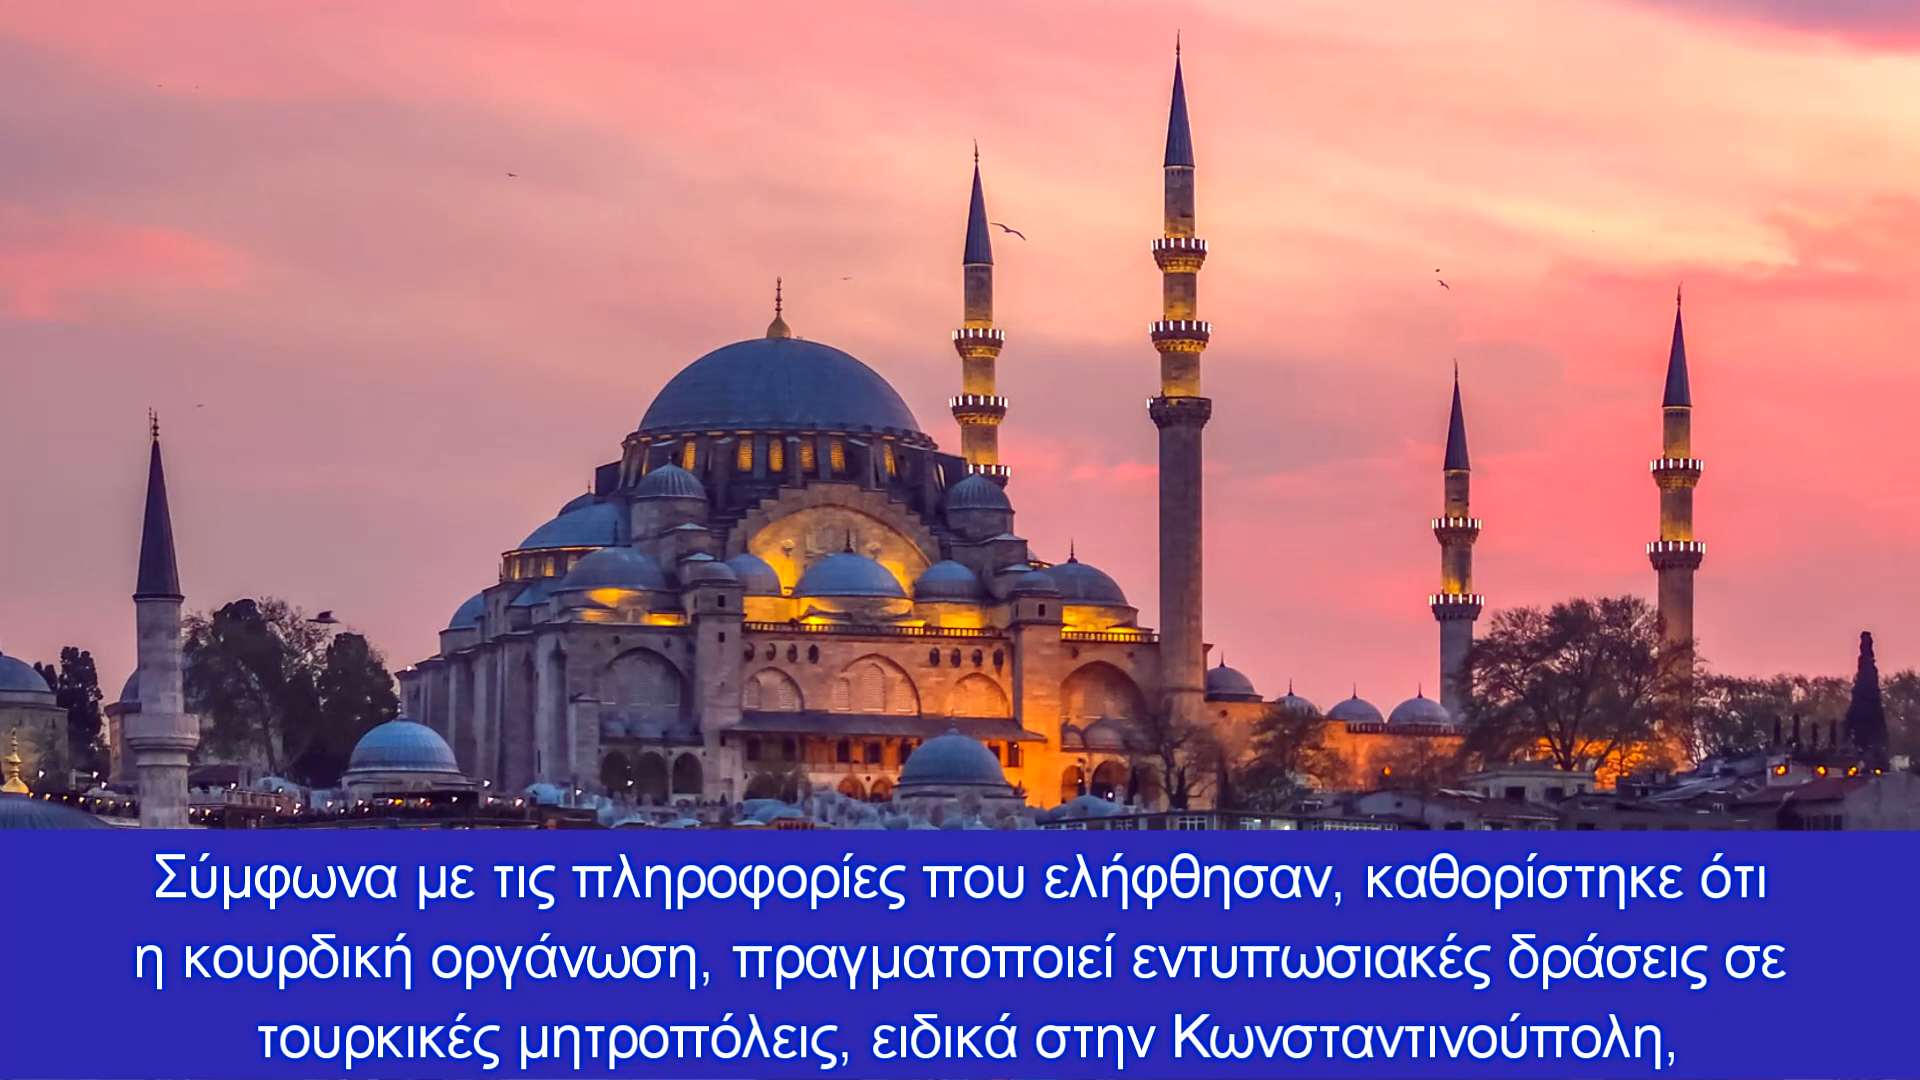 Σύμφωνα με τις πληροφορίες που ελήφθησαν, καθορίστηκε ότι
η κουρδική οργάνωση, πραγματοποιεί εντυπωσιακές δράσεις σε
τουρκικές μητροπόλεις, ειδικά στην Κωνσταντινούπολη,